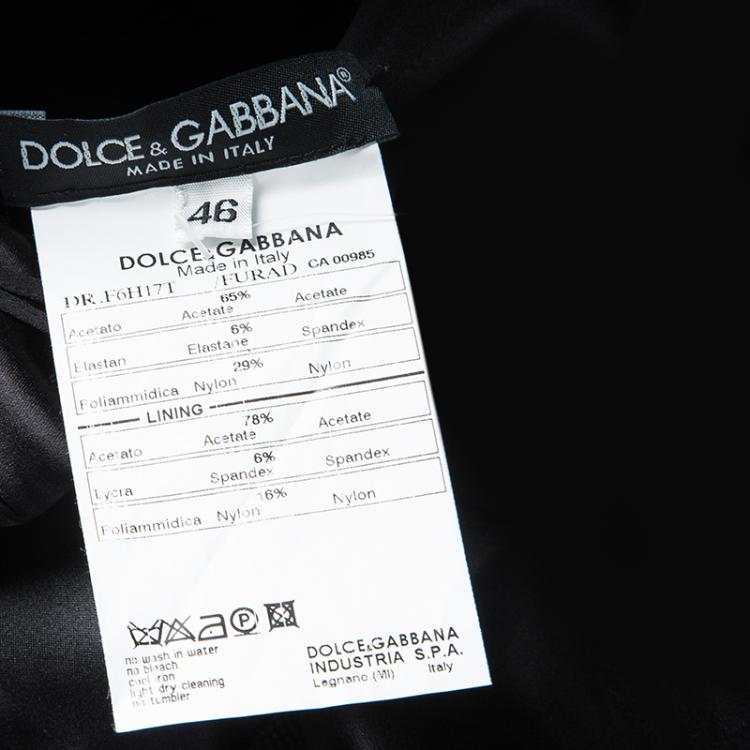 DOLCE & GABBANA®
MADE IN ITALY
46
DOLCE & GABBANA
Made in Italy
DR.F6H17T /FURAD CA 00985
65%
Acetato Acetate Acetate
6%
Elastan Elastane Spandex
29%
Poliammidica Nylon Nylon
LINING
78%
Acetato Acetate Acetate
6%
Lycra Spandex Spandex
16%
Poliammidica Nylon Nylon
P
no wash in water
no bleach
cool iron
light dry cleaning
no tumbler
DOLCE&GABBANA
INDUSTRIA S.P.A.
Legnano (MI) Italy